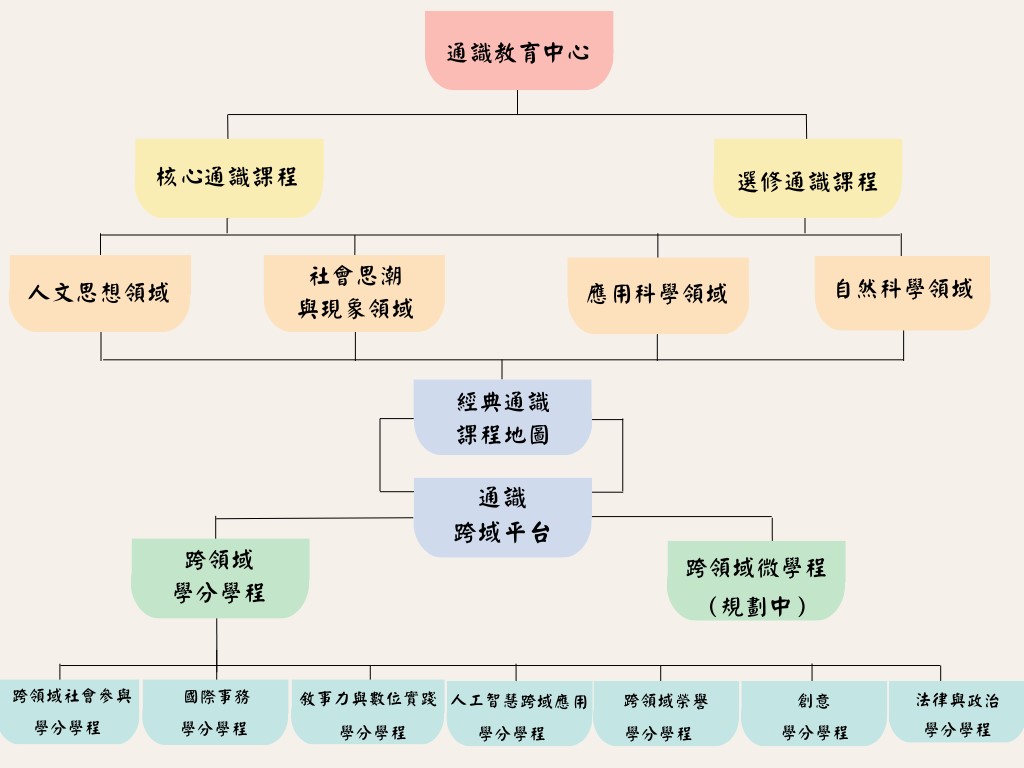 通識教育中心
核心通識課程
選修通識課程
人文思想領域
社會思潮
與現象領域
應用科學領域
自然科學領域
經典通識
課程地圖
通識
跨域平台
跨領域
學分學程
跨領域微學程
（規劃中）
跨領域社會參與
學分學程
國際事務
學分學程
敘事力與數位實踐
學分學程
人工智慧跨域應用
學分學程
跨領域榮譽
學分學程
創意
學分學程
法律與政治
學分學程